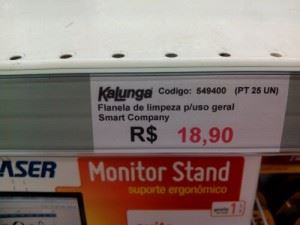 Kalunga Codigo: 549400 (PT 25 UN)
Flanela de limpeza p/uso geral
Smart Company
R$ 18,90
ASER
Monitor Stand
suporte ergonômico